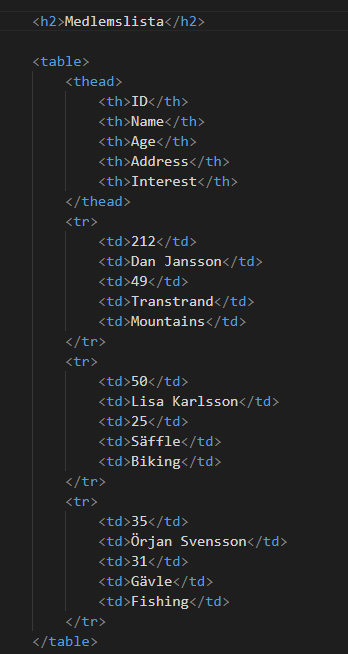 <h2>Medlemslista</h2>
<table>
<thead>
<th>ID</th>
<th>Name</th>
<th>Age</th>
<th>Address</th>
<th>Interest</th>
</thead>
<tr>
<td>212</td>
<td>Dan Jansson</td>
<td>49</td>
<td>Transtrand</td>
<td>Mountains</td>
</tr>
<tr>
<td>50</td>
<td>Lisa Karlsson</td>
<td>25</td>
<td>Säffle</td>
<td>Biking</td>
</tr>
<tr>
<td>35</td>
<td>Örjan Svensson</td>
<td>31</td>
<td>Gävle</td>
<td>Fishing</td>
</tr>
</table>